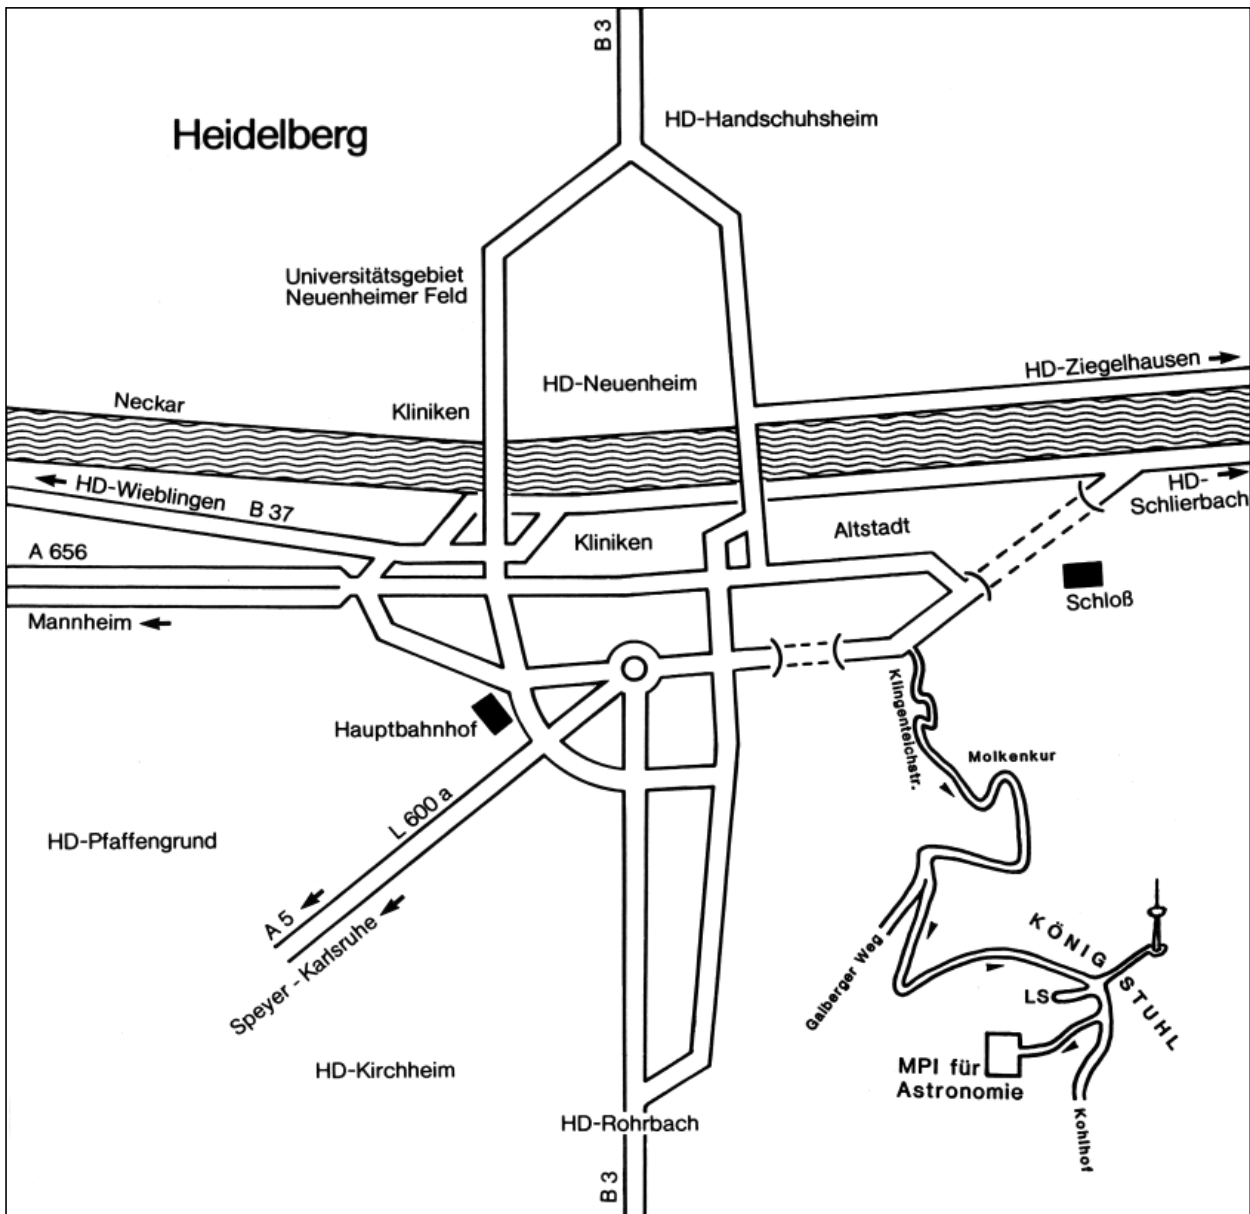 B 3
HD-Handschuhsheim
Heidelberg
Universitätsgebiet
Neuenheimer Feld
HD-Ziegelhausen
HD-Neuenheim
Neckar
Kliniken
HD-Wieblingen B 37
HD-
Schlierbach
Kliniken
Altstadt
A 656
Schloß
Mannheim
Klingenteichstr.
Hauptbahnhof
Molkenkur
L 600 a
HD-Pfaffengrund
A 5
Speyer - Karlsruhe
Gaiberger Weg
KÖNIG
STUHL
LS
MPI für
Astronomie
HD-Kirchheim
HD-Rohrbach
Kohlhof
B 3